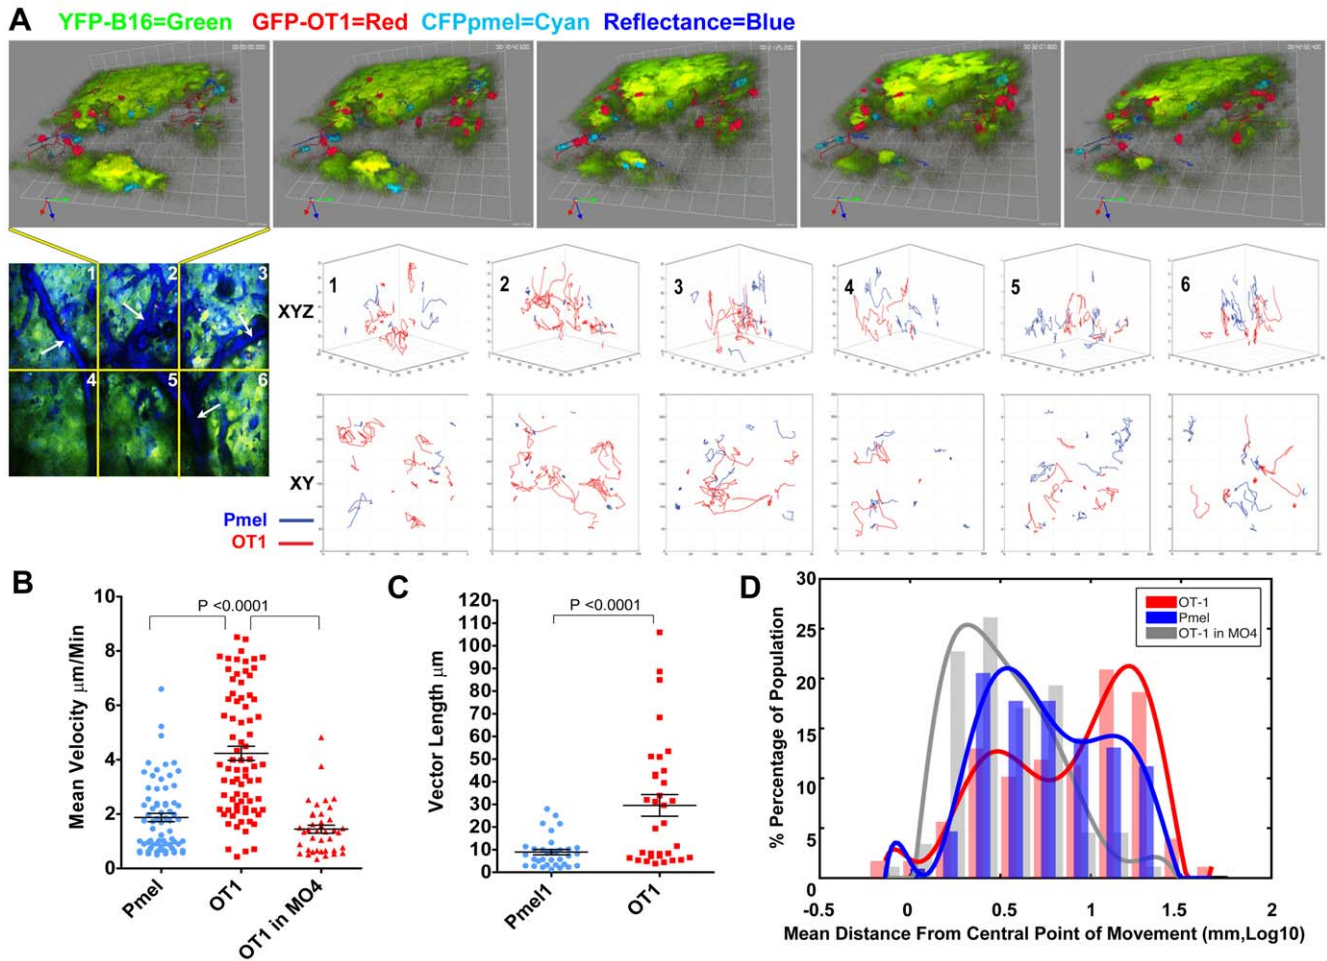 A
YFP-B16=Green GFP-OT1=Red CFPpmel=Cyan Reflectance=Blue
1 2 3
4 5 6
XYZ
1 2 3 4 5 6
XY
Pmel
OT1
B
P <0.0001
Mean Velocity µm/Min
10
8
6
4
2
0
Pmel
OT1
OT1 in MO4
C
P <0.0001
Vector Length µm
120
110
100
90
80
70
60
50
40
30
20
10
0
Pmel1
OT1
D
OT-1
Pmel
OT-1 in MO4
% Percentage of Population
30
25
20
15
10
5
0
-0.5 0 0.5 1 1.5 2
Mean Distance From Central Point of Movement (mm,Log10)